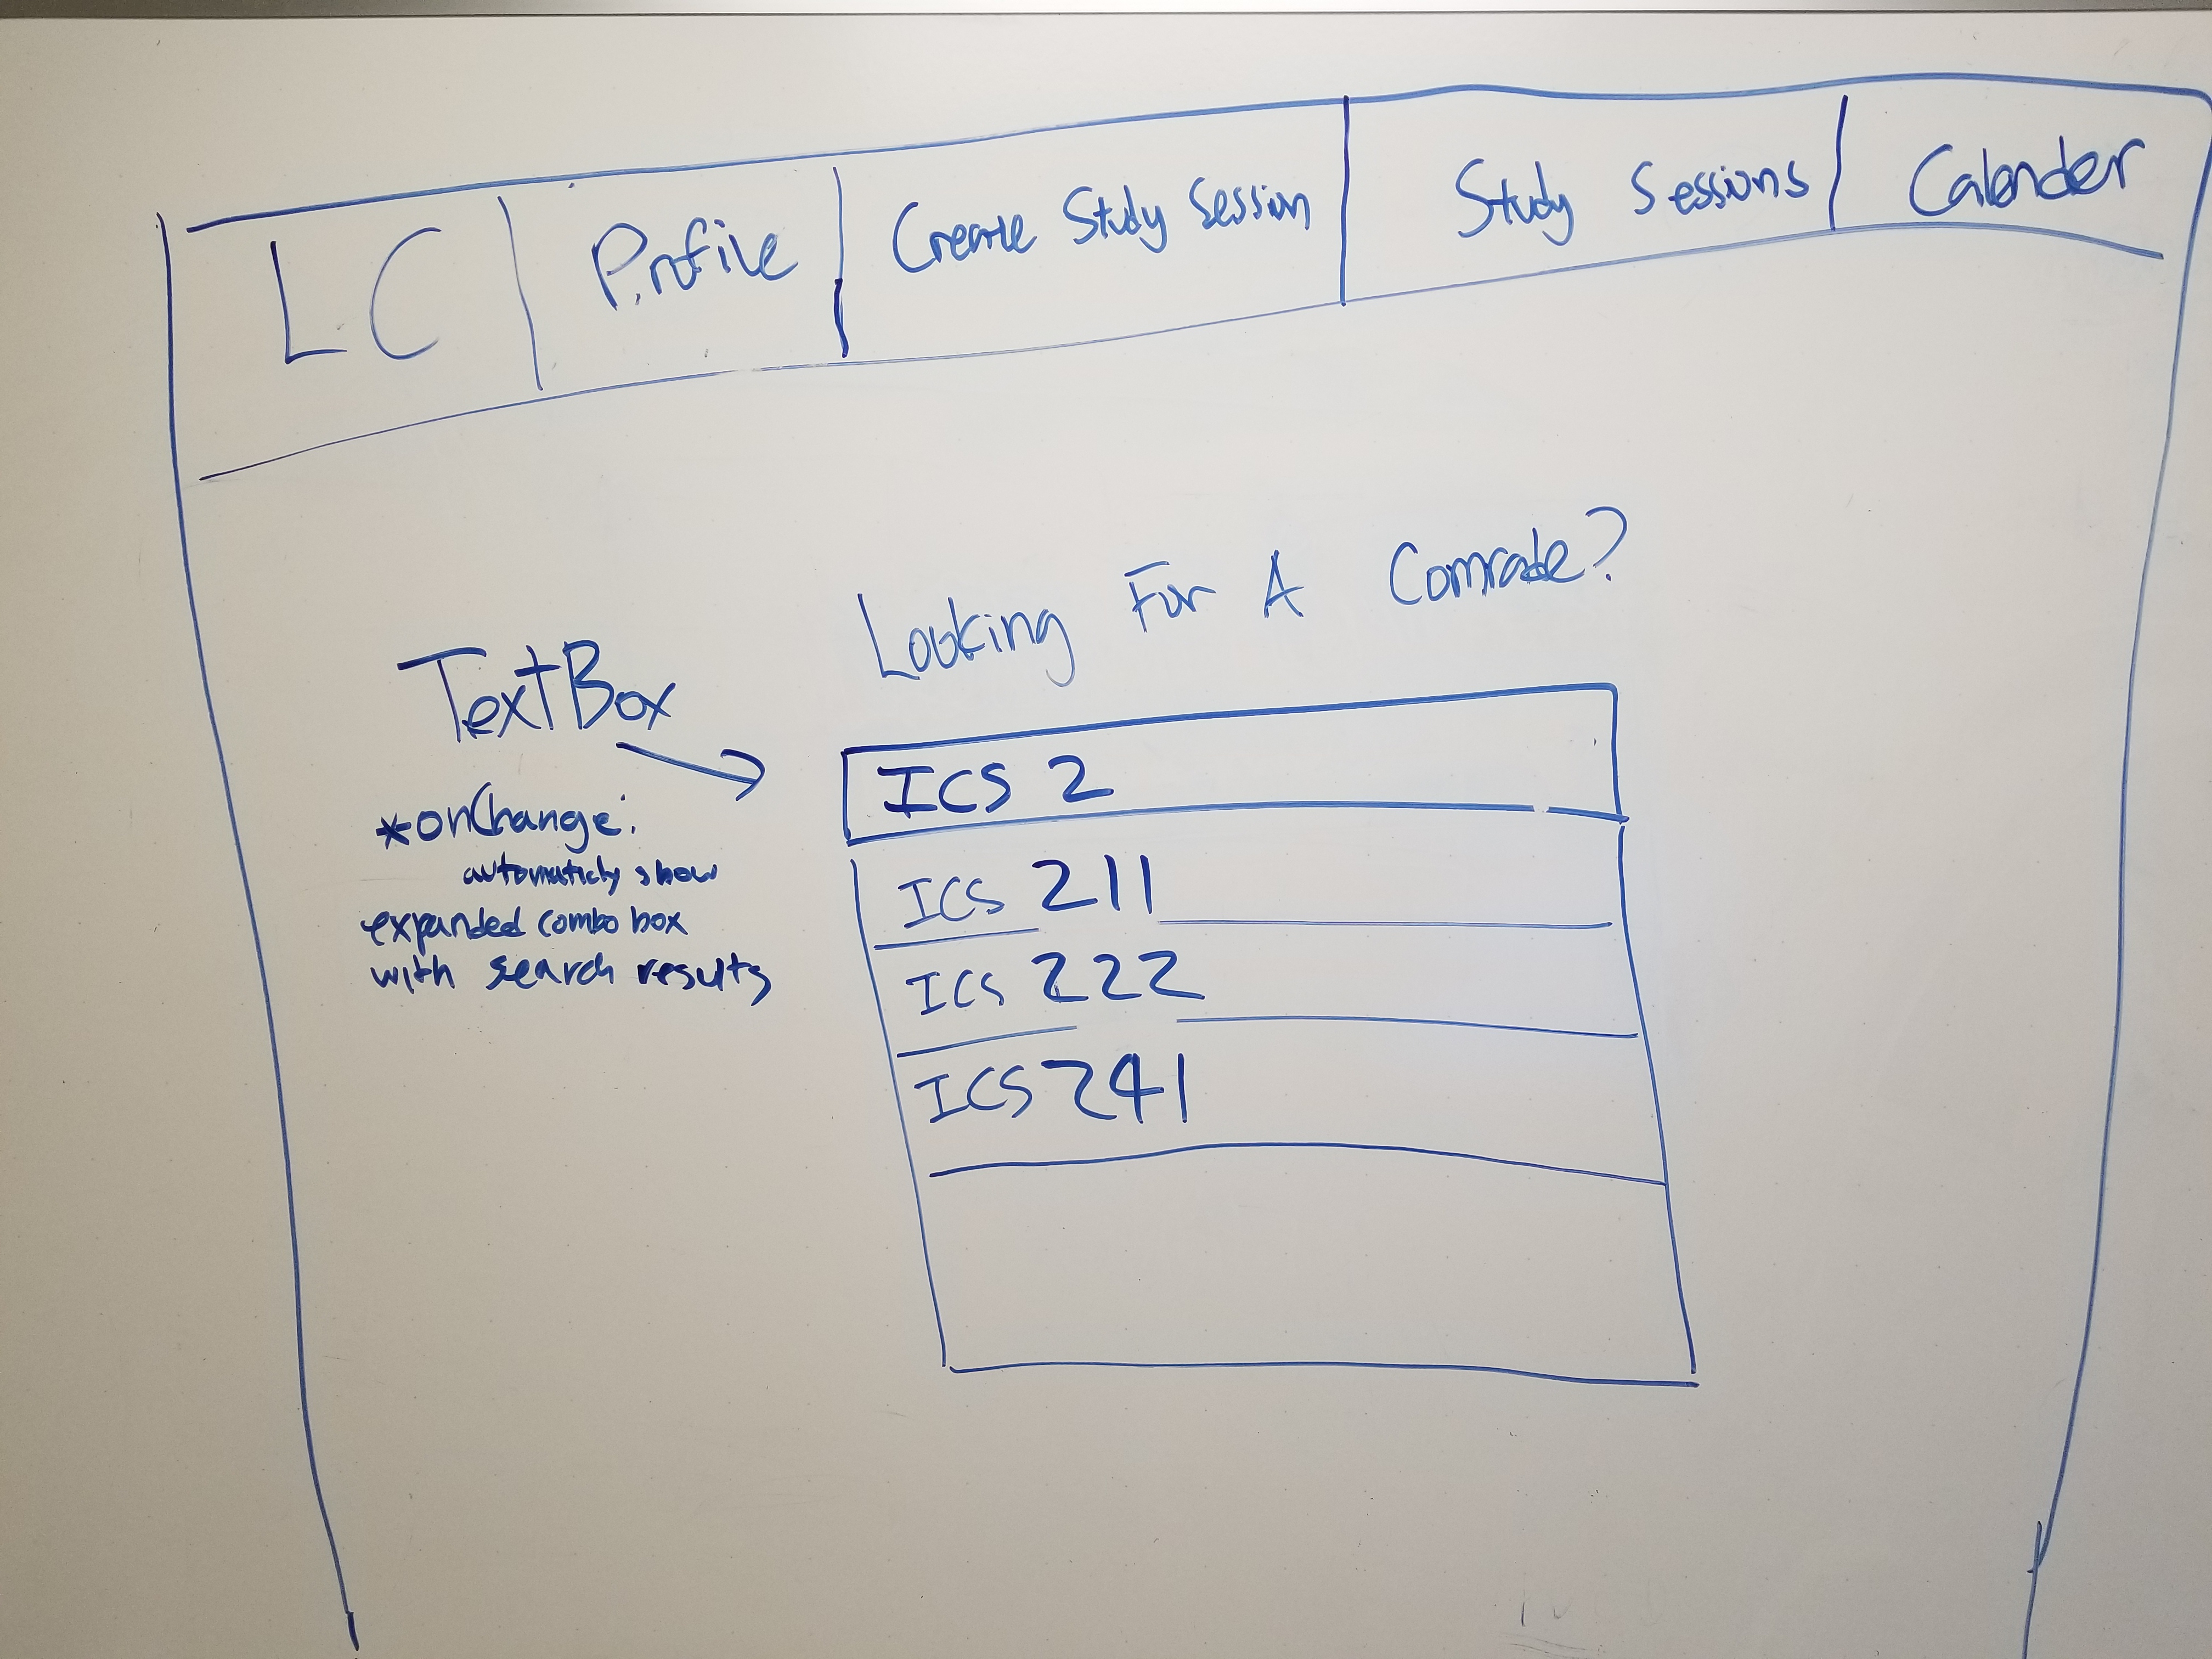 LC Profile Create Study Session Study Sessions Calender
Looking For A Comrade?
TextBox
*onChange:
automaticly show
expanded combo box
with search results
ICS 2
ICS 211
ICS 222
ICS 241